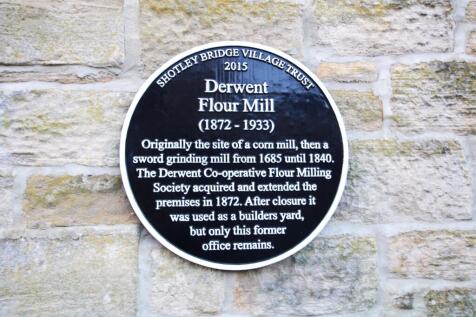 SHOTLEY BRIDGE VILLAGE TRUST
2015
Derwent
Flour Mill
(1872 - 1933)
Originally the site of a corn mill, then a
sword grinding mill from 1685 until 1840.
The Derwent Co-operative Flour Milling
Society acquired and extended the
premises in 1872. After closure it
was used as a builders yard,
but only this former
office remains.